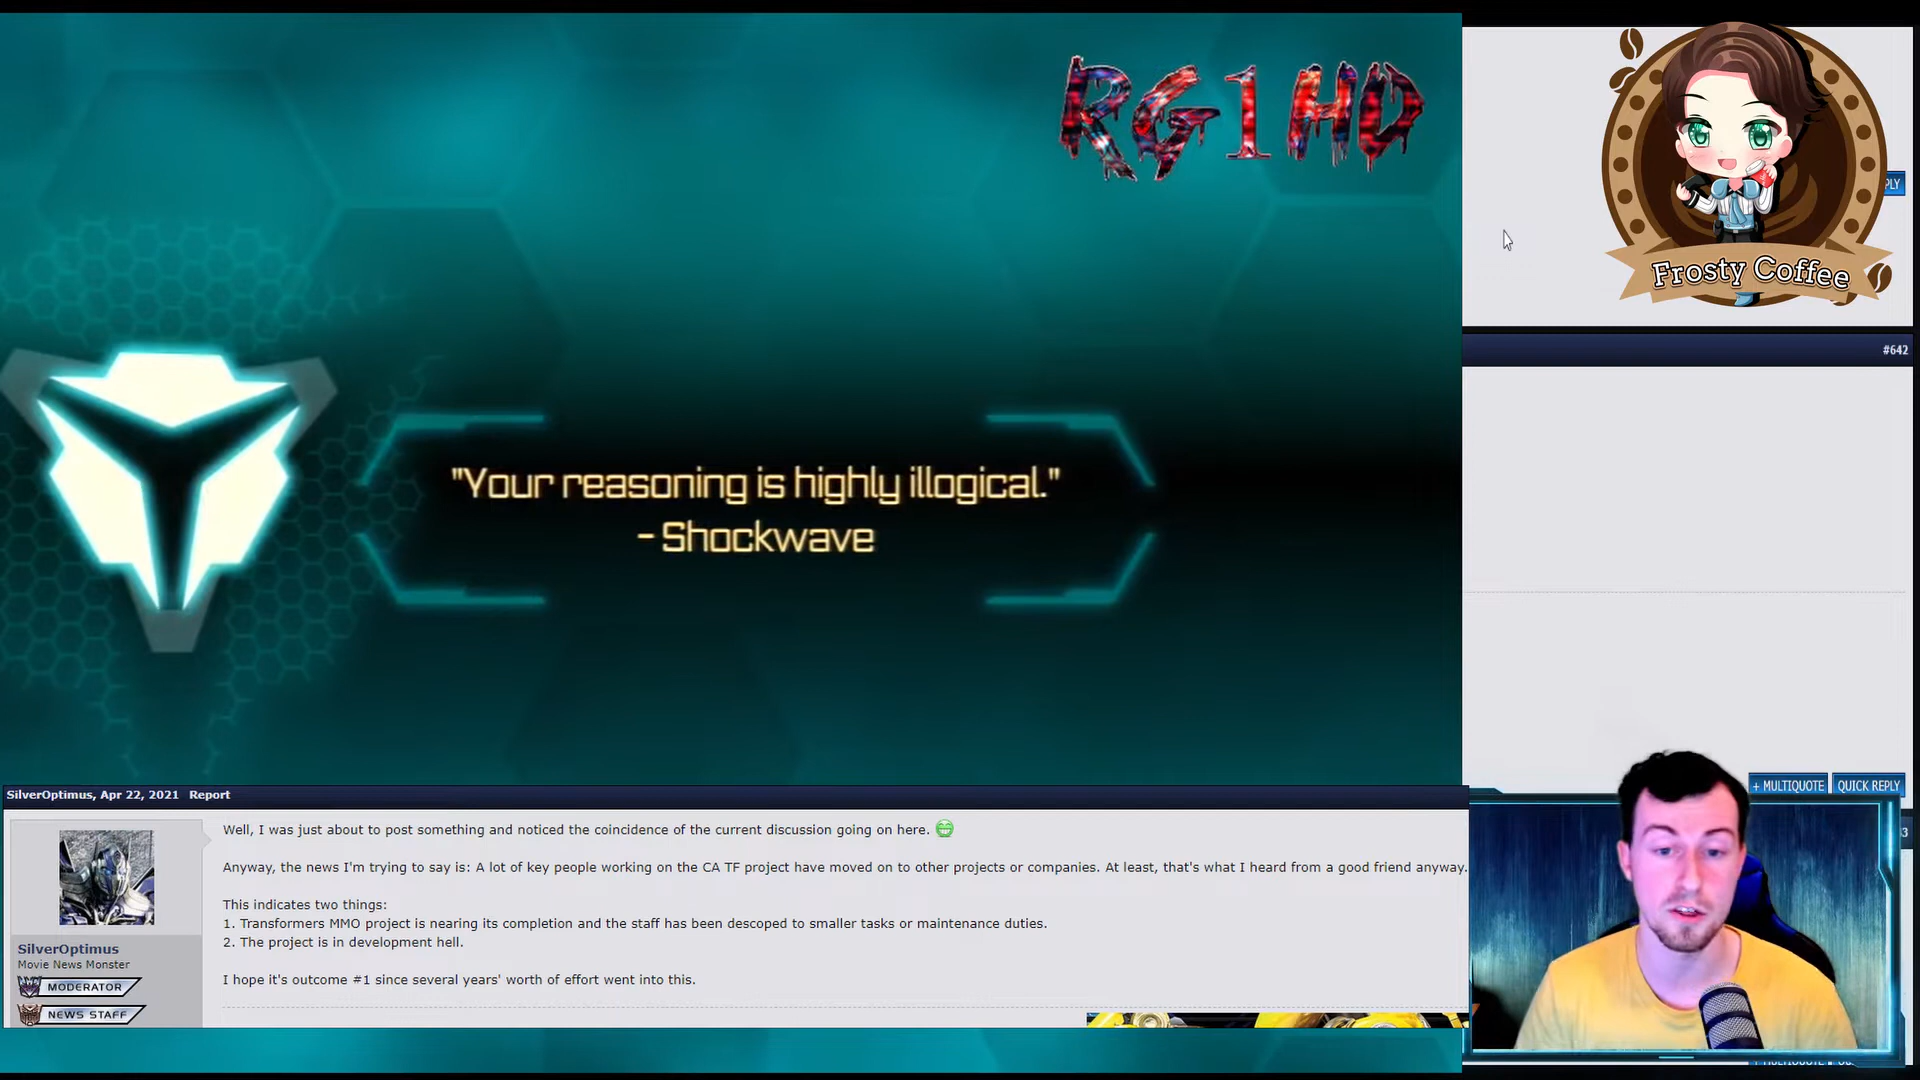 RG1HD
PLY
Frosty Coffee
#642
"Your reasoning is highly illogical."
- Shockwave
+ MULTIQUOTE QUICK REPLY
SilverOptimus, Apr 22, 2021 Report
3
Well, I was just about to post something and noticed the coincidence of the current discussion going on here.
Anyway, the news I'm trying to say is: A lot of key people working on the CA TF project have moved on to other projects or companies. At least, that's what I heard from a good friend anyway.
This indicates two things:
1. Transformers MMO project is nearing its completion and the staff has been descoped to smaller tasks or maintenance duties.
2. The project is in development hell.
I hope it's outcome #1 since several years' worth of effort went into this.
SilverOptimus
Movie News Monster
MODERATOR
NEWS STAFF